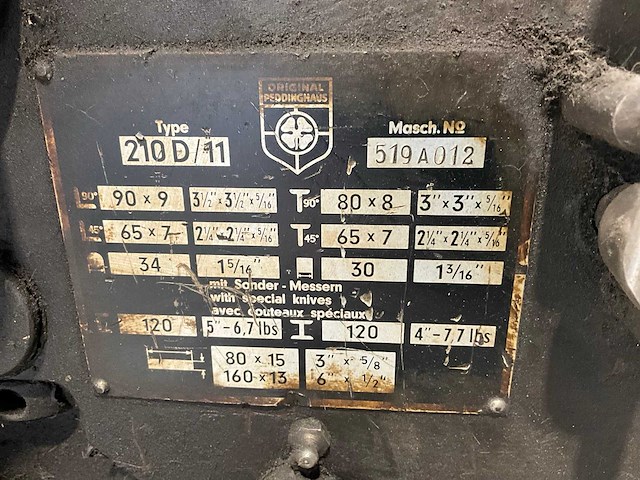 ORIGINAL
PEDDINGHAUS
Type
210 D/11
Masch. No
519A012
90° 90 x 9 3½" x 3½" x 5/16" 90° 80 x 8 3" x 3" x 5/16"
45° 65 x 7 2¼" x 2¼" x 5/16" 45° 65 x 7 2¼" x 2¼" x 5/16"
34 1 5/16" 30 1 3/16"
mit Sonder - Messern
with special knives
avec couteaux spéciaux
120 5" - 6,7 lbs 120 4" - 7,7 lbs
80 x 15 3" x 5/8"
160 x 13 6" x ½"